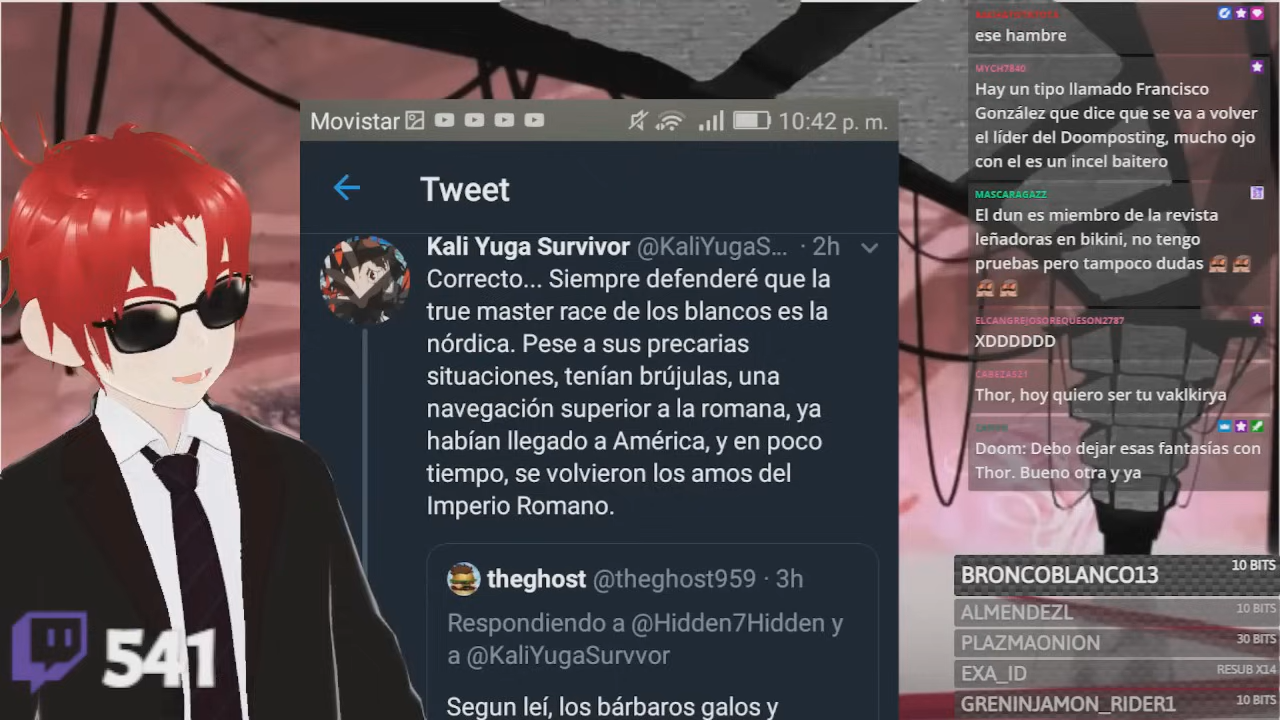 Movistar
10:42 p. m.
Tweet
Kali Yuga Survivor @KaliYugaS... · 2h
Correcto... Siempre defenderé que la
true master race de los blancos es la
nórdica. Pese a sus precarias
situaciones, tenían brújulas, una
navegación superior a la romana, ya
habían llegado a América, y en poco
tiempo, se volvieron los amos del
Imperio Romano.
theghost @theghost959 · 3h
Respondiendo a @Hidden7Hidden y
a @KaliYugaSurvvor
Segun leí, los bárbaros galos y
541
ese hambre
MYCH7840
Hay un tipo llamado Francisco
González que dice que se va a volver
el líder del Doomposting, mucho ojo
con el es un incel baitero
MASCARAGAZZ
El dun es miembro de la revista
leñadoras en bikini, no tengo
pruebas pero tampoco dudas
ELCANGREJOSOREQUESON2787
XDDDDDD
CABEZAS21
Thor, hoy quiero ser tu vaklkirya
Doom: Debo dejar esas fantasías con
Thor. Bueno otra y ya
BRONCOBLANCO13 10 BITS
ALMENDEZL 10 BITS
PLAZMAONION 30 BITS
EXA_ID RESUB X14
GRENINJAMON_RIDER1 10 BITS